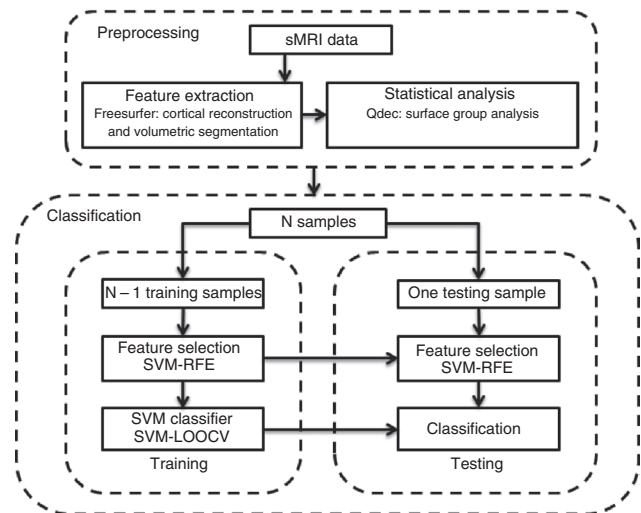 Preprocessing
sMRI data
Feature extraction
Freesurfer: cortical reconstruction
and volumetric segmentation
Statistical analysis
Qdec: surface group analysis
Classification
N samples
N – 1 training samples
One testing sample
Feature selection
SVM-RFE
Feature selection
SVM-RFE
SVM classifier
SVM-LOOCV
Classification
Training
Testing